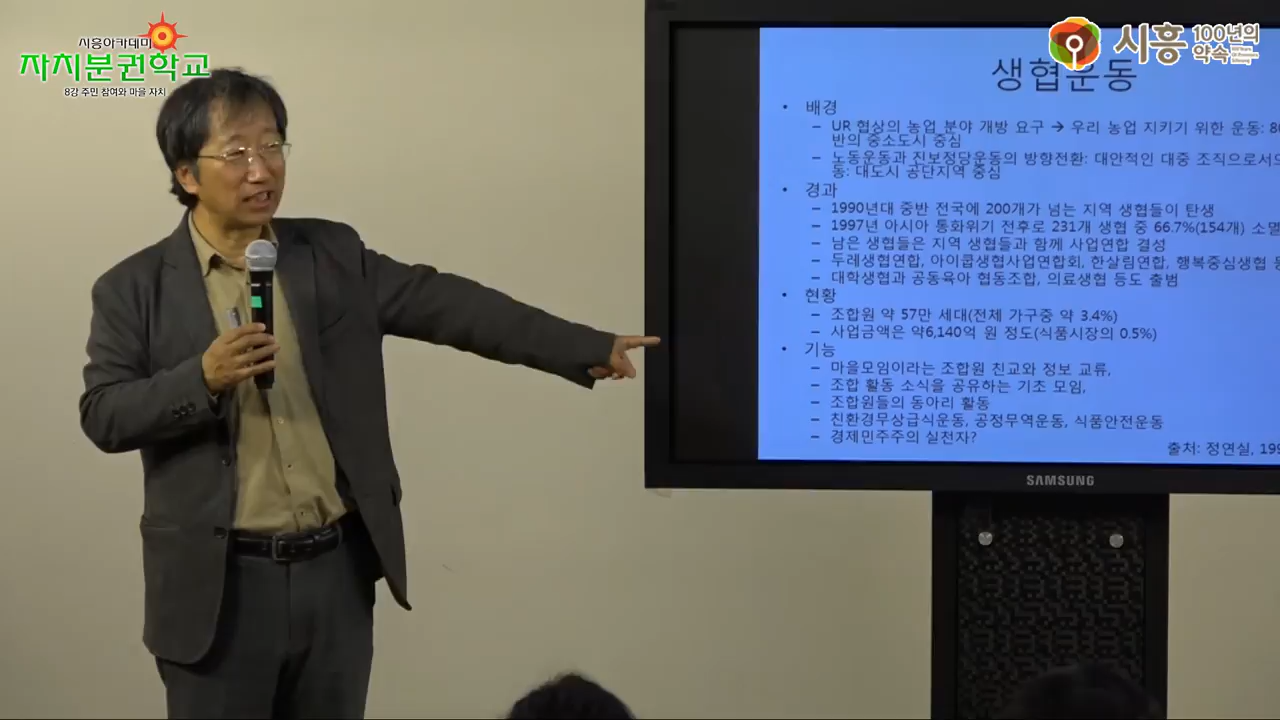 시흥아카데미
자치분권학교
8강 주민 참여와 마을 자치
시흥 100년의 약속
생협운동
• 배경
– UR 협상의 농업 분야 개방 요구 → 우리 농업 지키기 위한 운동: 80
반의 중소도시 중심
– 노동운동과 진보정당운동의 방향전환: 대안적인 대중 조직으로서의
동: 대도시 공단지역 중심
• 경과
– 1990년대 중반 전국에 200개가 넘는 지역 생협들이 탄생
– 1997년 아시아 통화위기 전후로 231개 생협 중 66.7%(154개) 소멸
– 남은 생협들은 지역 생협들과 함께 사업연합 결성
– 두레생협연합, 아이쿱생협사업연합회, 한살림연합, 행복중심생협 등
– 대학생협과 공동육아 협동조합, 의료생협 등도 출범
• 현황
– 조합원 약 57만 세대(전체 가구중 약 3.4%)
– 사업금액은 약6,140억 원 정도(식품시장의 0.5%)
• 기능
– 마을모임이라는 조합원 친교와 정보 교류,
– 조합 활동 소식을 공유하는 기초 모임,
– 조합원들의 동아리 활동
– 친환경무상급식운동, 공정무역운동, 식품안전운동
– 경제민주주의 실천자?
출처: 정연실, 199
SAMSUNG